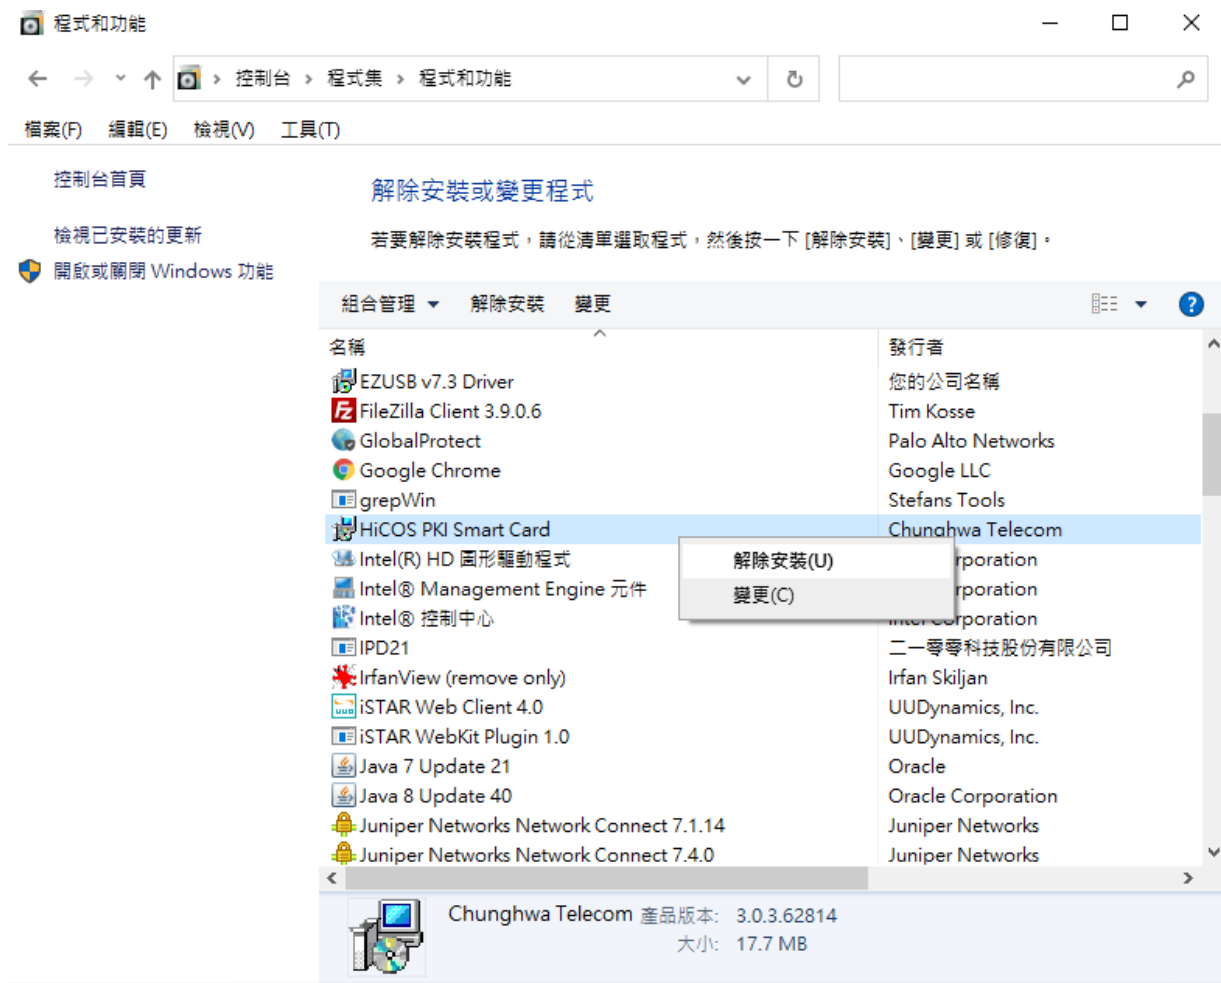 程式和功能
控制台 › 程式集 › 程式和功能
檔案(F) 編輯(E) 檢視(V) 工具(T)
控制台首頁
檢視已安裝的更新
開啟或關閉 Windows 功能
解除安裝或變更程式
若要解除安裝程式，請從清單選取程式，然後按一下 [解除安裝]、[變更] 或 [修復]。
組合管理 解除安裝 變更
名稱 發行者
EZUSB v7.3 Driver 您的公司名稱
FileZilla Client 3.9.0.6 Tim Kosse
GlobalProtect Palo Alto Networks
Google Chrome Google LLC
grepWin Stefans Tools
HiCOS PKI Smart Card Chunghwa Telecom
解除安裝(U)
變更(C)
Intel(R) HD 圖形驅動程式 rporation
Intel® Management Engine 元件 rporation
Intel® 控制中心 Intel Corporation
IPD21 二一零零科技股份有限公司
IrfanView (remove only) Irfan Skiljan
iSTAR Web Client 4.0 UUDynamics, Inc.
iSTAR WebKit Plugin 1.0 UUDynamics, Inc.
Java 7 Update 21 Oracle
Java 8 Update 40 Oracle Corporation
Juniper Networks Network Connect 7.1.14 Juniper Networks
Juniper Networks Network Connect 7.4.0 Juniper Networks
Chunghwa Telecom 產品版本: 3.0.3.62814
大小: 17.7 MB